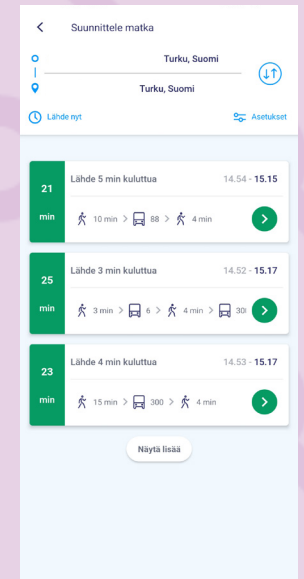 Suunnittele matka
Turku, Suomi
Turku, Suomi
Lähde nyt Asetukset
21 min
Lähde 5 min kuluttua 14.54 - 15.15
10 min > 88 > 4 min
25 min
Lähde 3 min kuluttua 14.52 - 15.17
3 min > 6 > 4 min >
23 min
Lähde 4 min kuluttua 14.53 - 15.17
15 min > 300 > 4 min
Näytä lisää